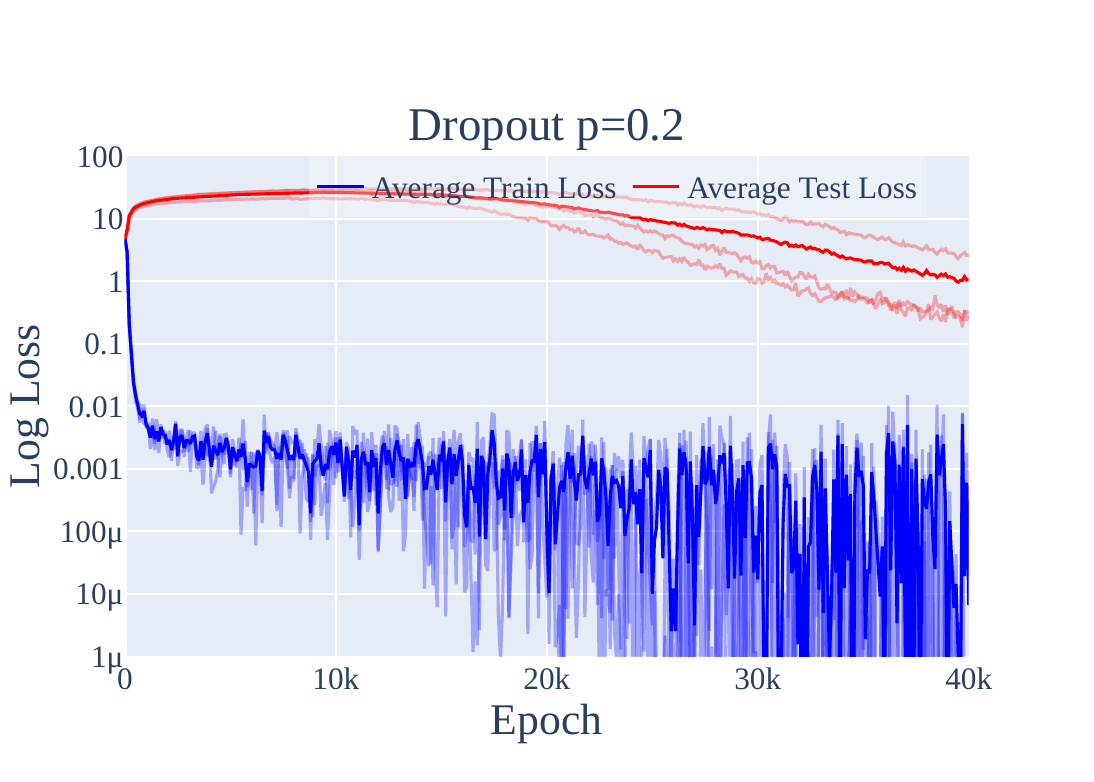 Dropout p=0.2
Average Train Loss
Average Test Loss
100
10
1
0.1
0.01
0.001
100μ
10μ
1μ
Log Loss
0
10k
20k
30k
40k
Epoch